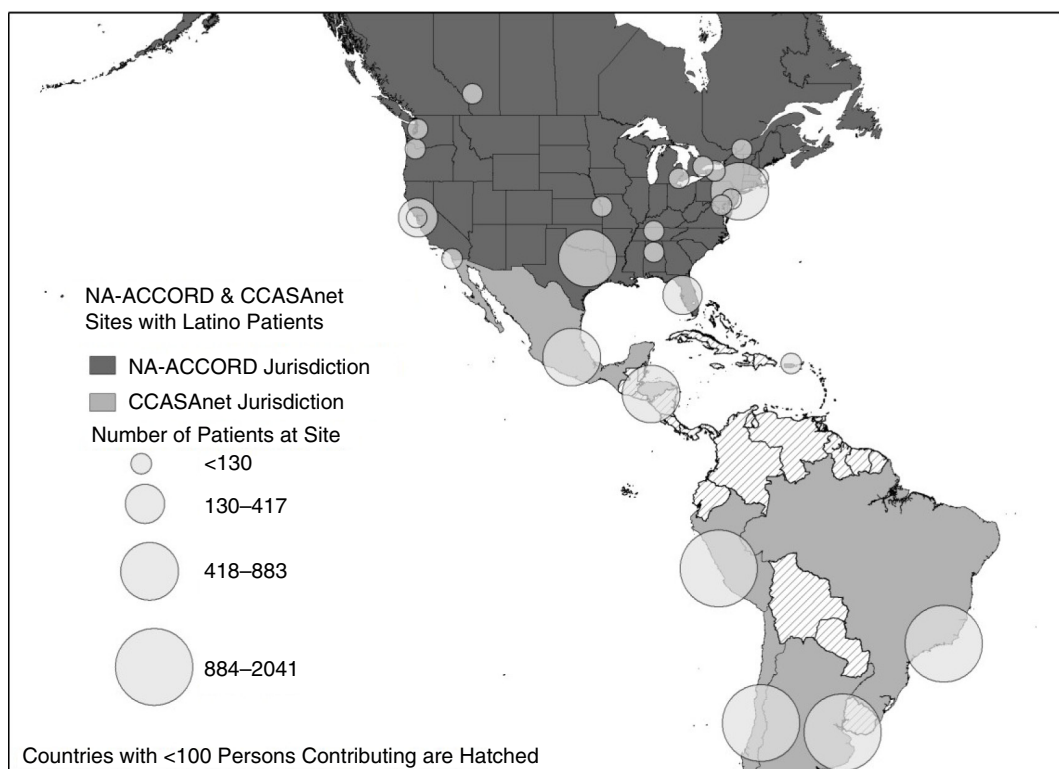 NA-ACCORD & CCASAnet
Sites with Latino Patients
NA-ACCORD Jurisdiction
CCASAnet Jurisdiction
Number of Patients at Site
<130
130–417
418–883
884–2041
Countries with <100 Persons Contributing are Hatched